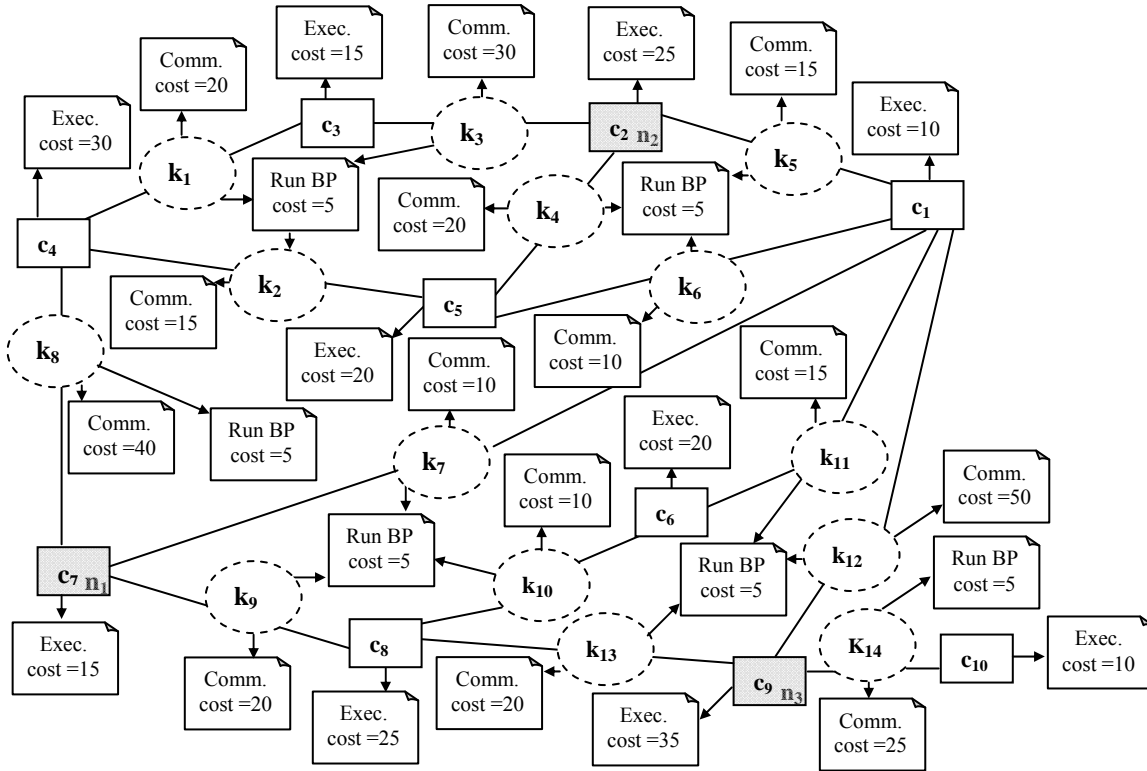 Exec.
cost =15
Comm.
cost =30
Exec.
cost =25
Comm.
cost =15
Comm.
cost =20
Exec.
cost =30
Exec.
cost =10
c3
k3
c2 n2
k5
k1
Run BP
cost =5
Comm.
cost =20
k4
Run BP
cost =5
c1
c4
k2
c5
k6
Comm.
cost =15
Exec.
cost =20
Comm.
cost =10
k8
Comm.
cost =10
Comm.
cost =15
Comm.
cost =40
Run BP
cost =5
Exec.
cost =20
k7
k11
Comm.
cost =10
Comm.
cost =50
c6
Run BP
cost =5
Run BP
cost =5
k12
Run BP
cost =5
c7 n1
k9
k10
Exec.
cost =15
c8
k13
K14
c10
Exec.
cost =10
Comm.
cost =20
Exec.
cost =25
Comm.
cost =20
Exec.
cost =35
c9 n3
Comm.
cost =25